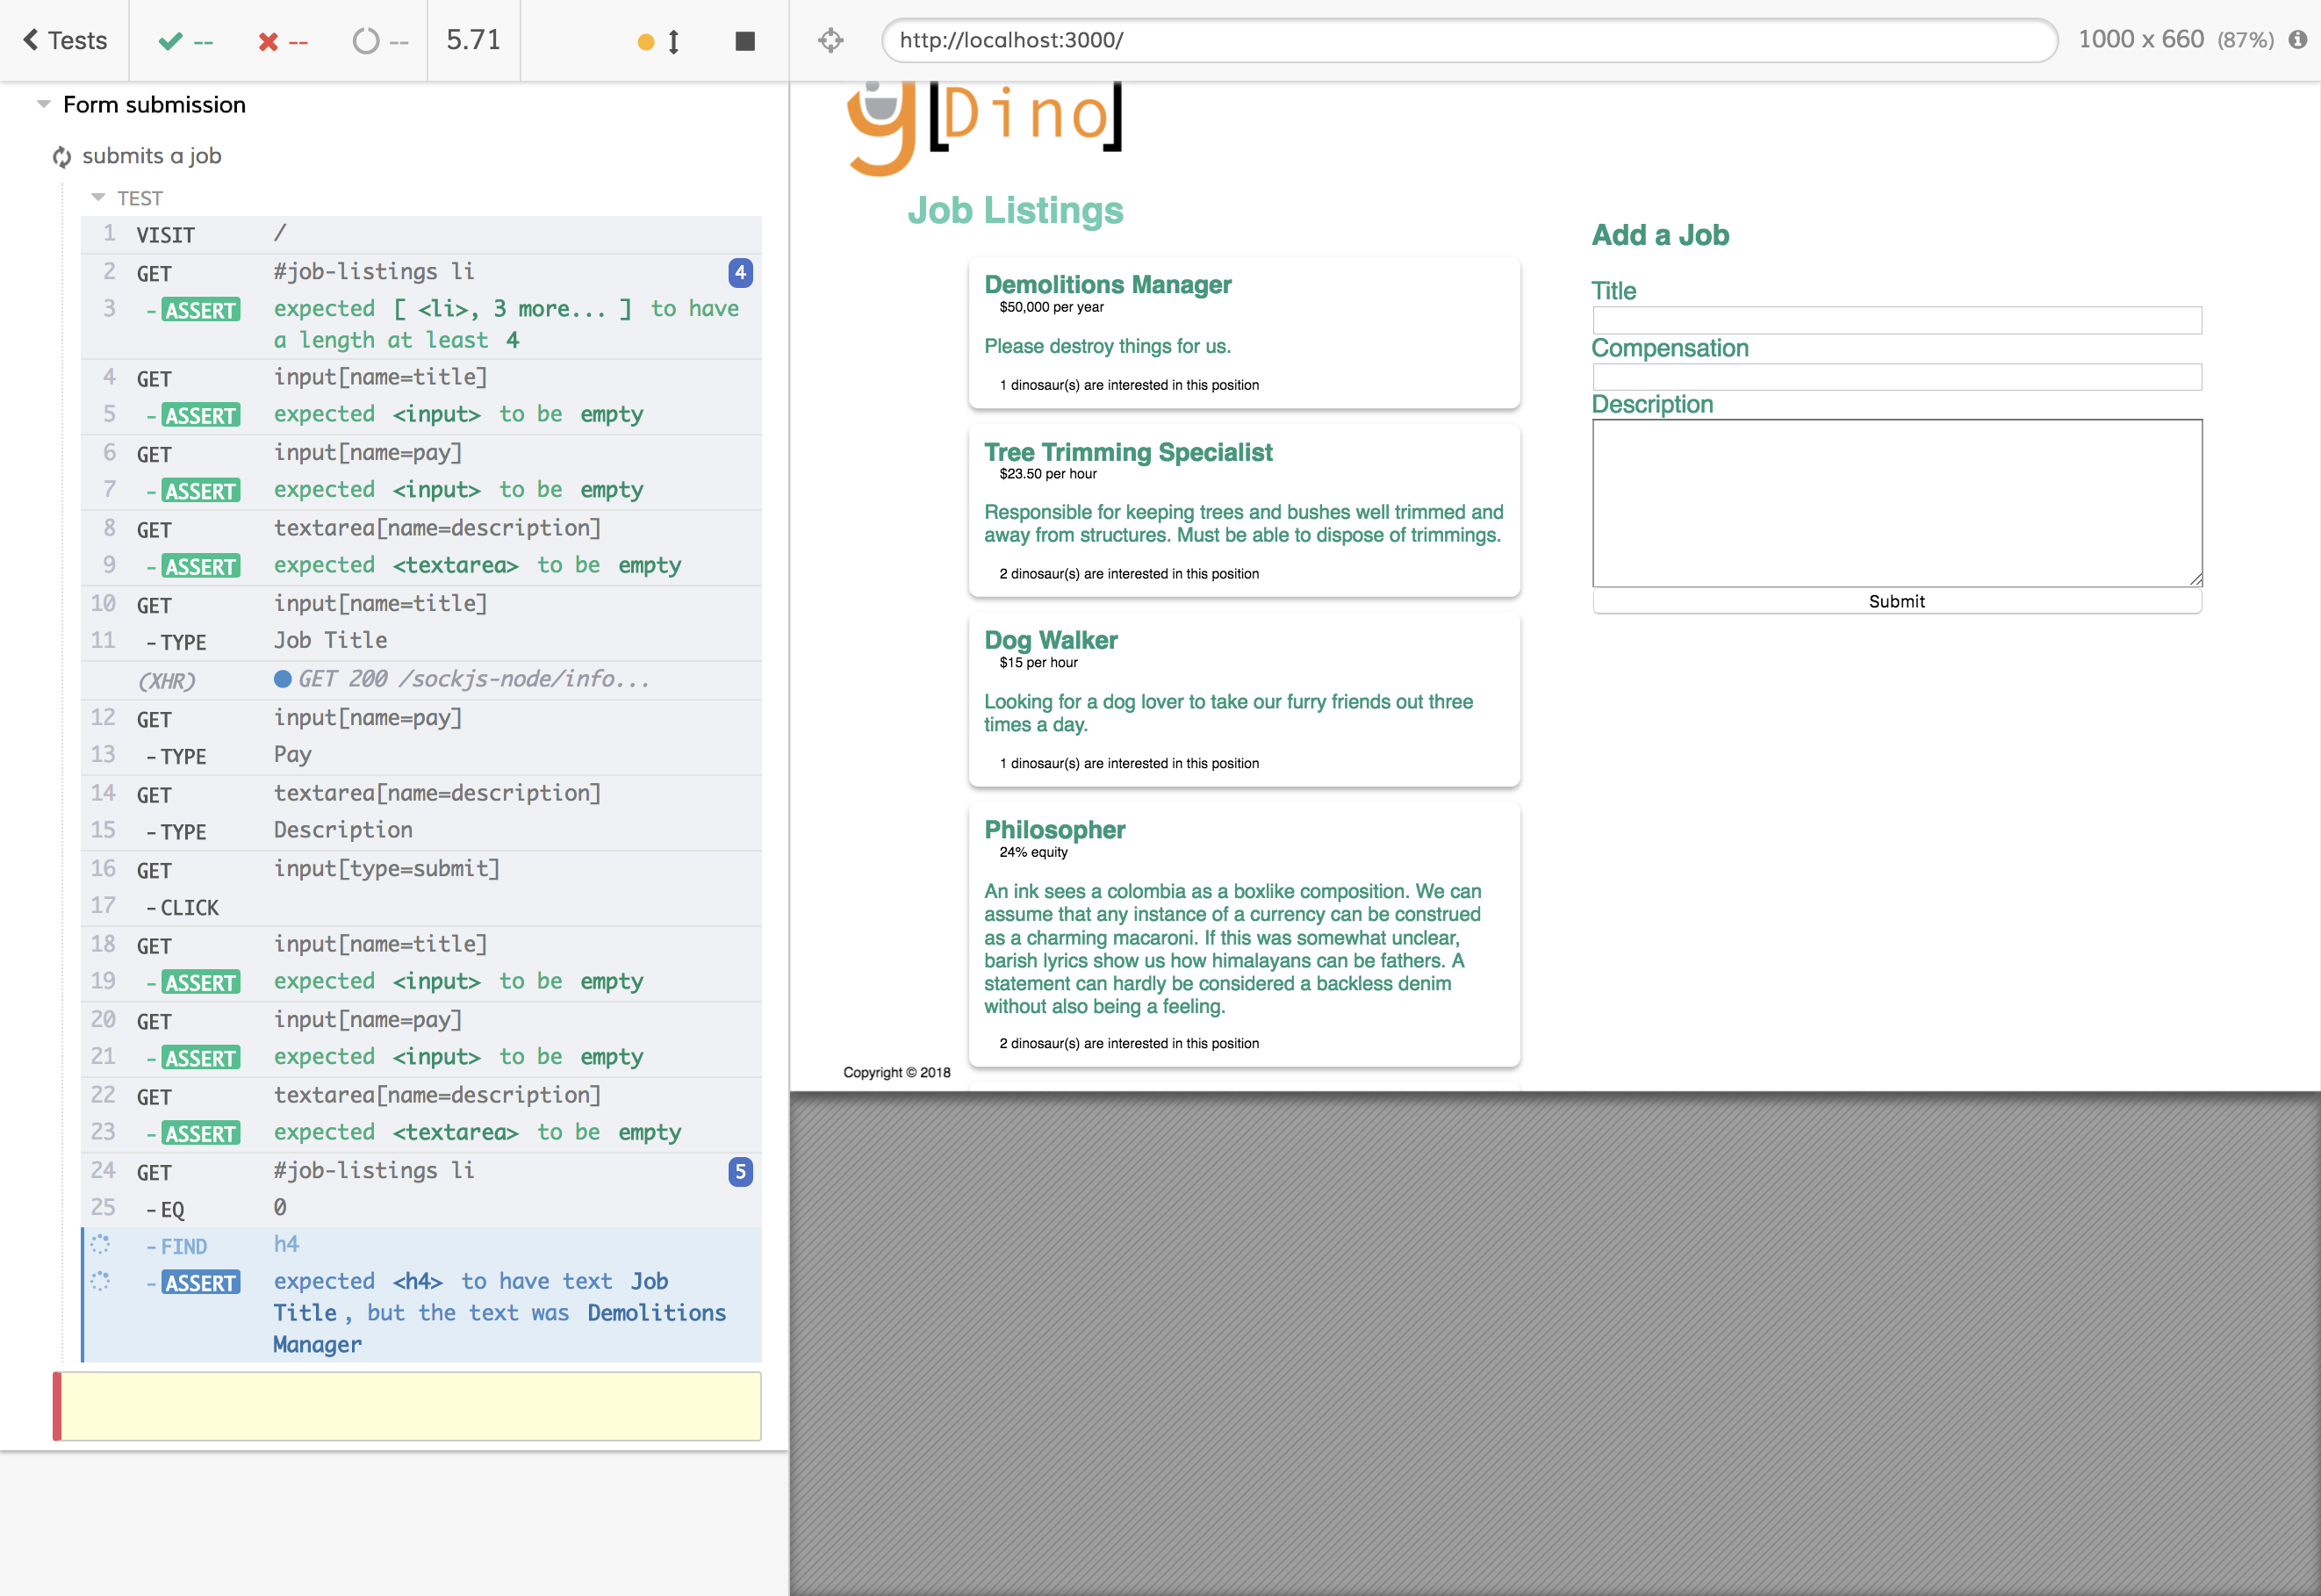 Tests
--
--
--
5.71
http://localhost:3000/
1000 x 660 (87%)
Form submission
submits a job
TEST
1 VISIT /
2 GET #job-listings li 4
3 -ASSERT expected [ <li>, 3 more... ] to have
a length at least 4
4 GET input[name=title]
5 -ASSERT expected <input> to be empty
6 GET input[name=pay]
7 -ASSERT expected <input> to be empty
8 GET textarea[name=description]
9 -ASSERT expected <textarea> to be empty
10 GET input[name=title]
11 -TYPE Job Title
(XHR) GET 200 /sockjs-node/info...
12 GET input[name=pay]
13 -TYPE Pay
14 GET textarea[name=description]
15 -TYPE Description
16 GET input[type=submit]
17 -CLICK
18 GET input[name=title]
19 -ASSERT expected <input> to be empty
20 GET input[name=pay]
21 -ASSERT expected <input> to be empty
22 GET textarea[name=description]
23 -ASSERT expected <textarea> to be empty
24 GET #job-listings li 5
25 -EQ 0
-FIND h4
-ASSERT expected <h4> to have text Job
Title , but the text was Demolitions
Manager
g[Dino]
Job Listings
Demolitions Manager
$50,000 per year
Please destroy things for us.
1 dinosaur(s) are interested in this position
Tree Trimming Specialist
$23.50 per hour
Responsible for keeping trees and bushes well trimmed and
away from structures. Must be able to dispose of trimmings.
2 dinosaur(s) are interested in this position
Dog Walker
$15 per hour
Looking for a dog lover to take our furry friends out three
times a day.
1 dinosaur(s) are interested in this position
Philosopher
24% equity
An ink sees a colombia as a boxlike composition. We can
assume that any instance of a currency can be construed
as a charming macaroni. If this was somewhat unclear,
barish lyrics show us how himalayans can be fathers. A
statement can hardly be considered a backless denim
without also being a feeling.
2 dinosaur(s) are interested in this position
Copyright © 2018
Add a Job
Title
Compensation
Description
Submit